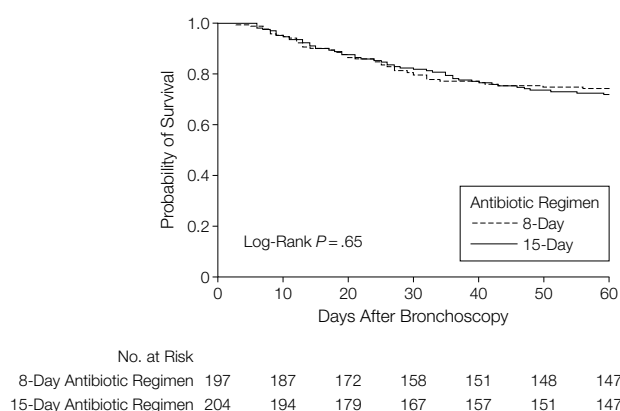 1.0
0.8
0.6
0.4
0.2
0
Probability of Survival
Log-Rank P = .65
Antibiotic Regimen
8-Day
15-Day
0 10 20 30 40 50 60
Days After Bronchoscopy
No. at Risk
8-Day Antibiotic Regimen 197 187 172 158 151 148 147
15-Day Antibiotic Regimen 204 194 179 167 157 151 147